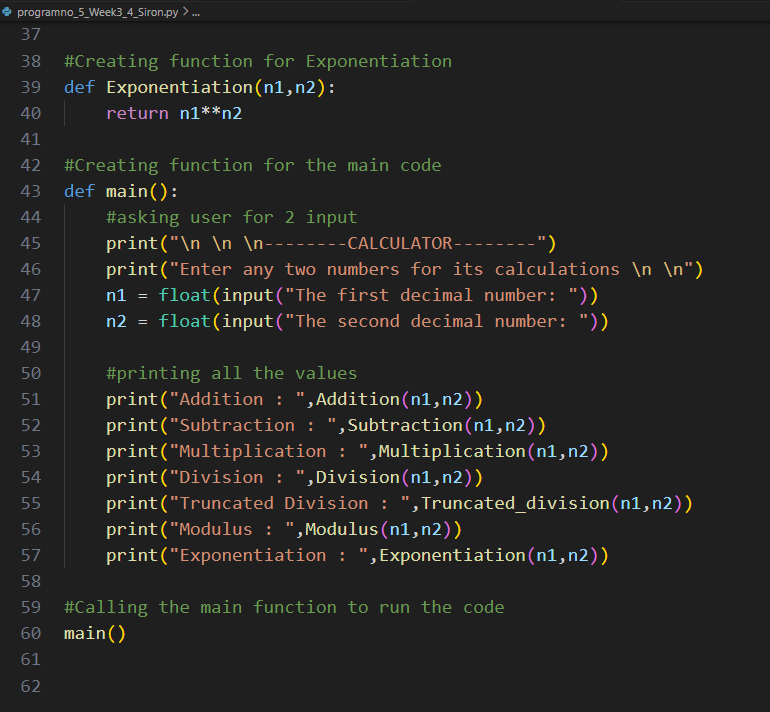 programno_5_Week3_4_Siron.py > ...
37
38 #Creating function for Exponentiation
39 def Exponentiation(n1,n2):
40     return n1**n2
41
42 #Creating function for the main code
43 def main():
44     #asking user for 2 input
45     print("\n \n \n--------CALCULATOR--------")
46     print("Enter any two numbers for its calculations \n \n")
47     n1 = float(input("The first decimal number: "))
48     n2 = float(input("The second decimal number: "))
49
50     #printing all the values
51     print("Addition : ",Addition(n1,n2))
52     print("Subtraction : ",Subtraction(n1,n2))
53     print("Multiplication : ",Multiplication(n1,n2))
54     print("Division : ",Division(n1,n2))
55     print("Truncated Division : ",Truncated_division(n1,n2))
56     print("Modulus : ",Modulus(n1,n2))
57     print("Exponentiation : ",Exponentiation(n1,n2))
58
59 #Calling the main function to run the code
60 main()
61
62